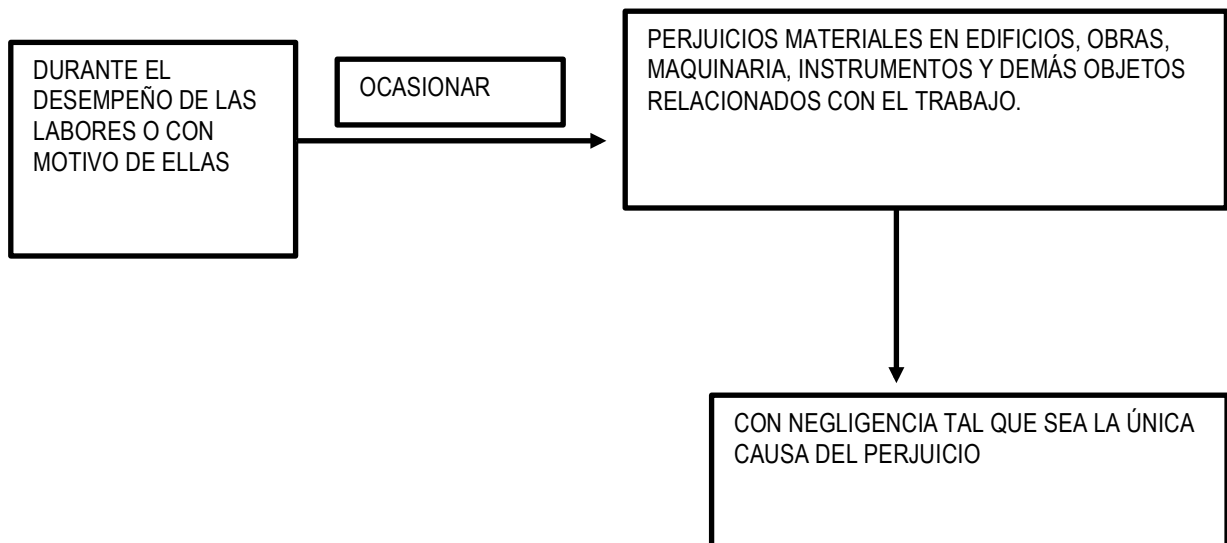 DURANTE EL
DESEMPEÑO DE LAS
LABORES O CON
MOTIVO DE ELLAS
OCASIONAR
PERJUICIOS MATERIALES EN EDIFICIOS, OBRAS,
MAQUINARIA, INSTRUMENTOS Y DEMÁS OBJETOS
RELACIONADOS CON EL TRABAJO.
CON NEGLIGENCIA TAL QUE SEA LA ÚNICA
CAUSA DEL PERJUICIO